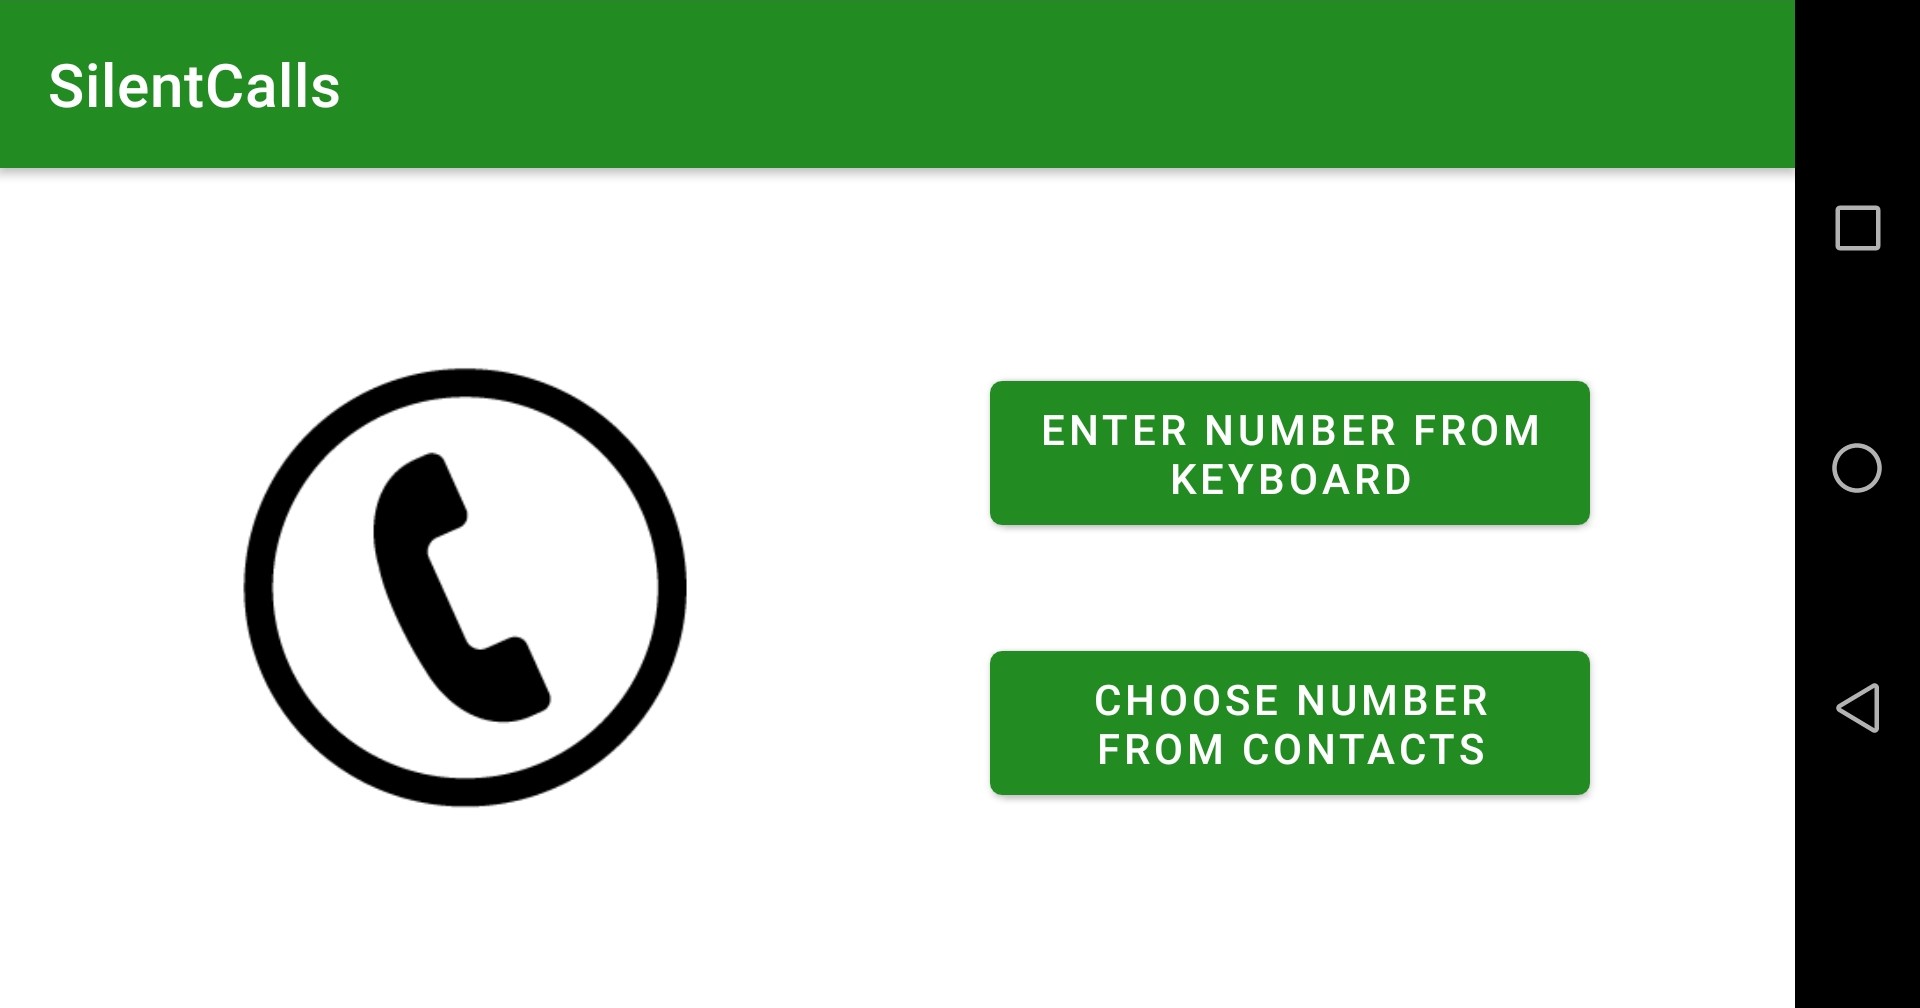 SilentCalls
ENTER NUMBER FROM
KEYBOARD
CHOOSE NUMBER
FROM CONTACTS